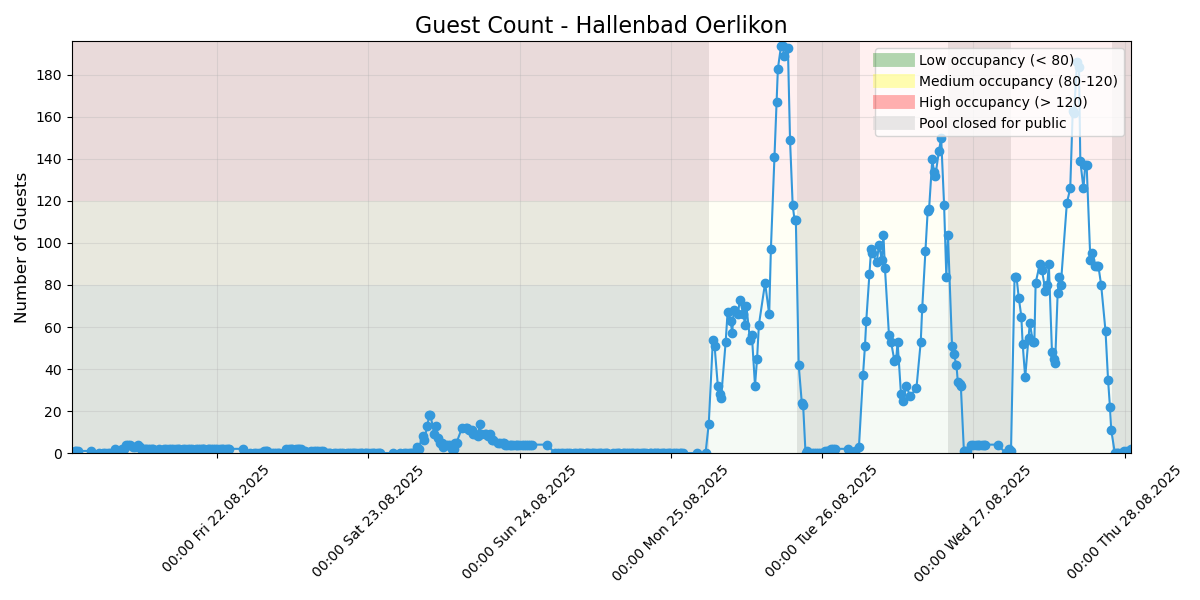 Guest Count - Hallenbad Oerlikon
Number of Guests
180
160
140
120
100
80
60
40
20
0
Low occupancy (< 80)
Medium occupancy (80-120)
High occupancy (> 120)
Pool closed for public
00:00 Fri 22.08.2025
00:00 Sat 23.08.2025
00:00 Sun 24.08.2025
00:00 Mon 25.08.2025
00:00 Tue 26.08.2025
00:00 Wed 27.08.2025
00:00 Thu 28.08.2025